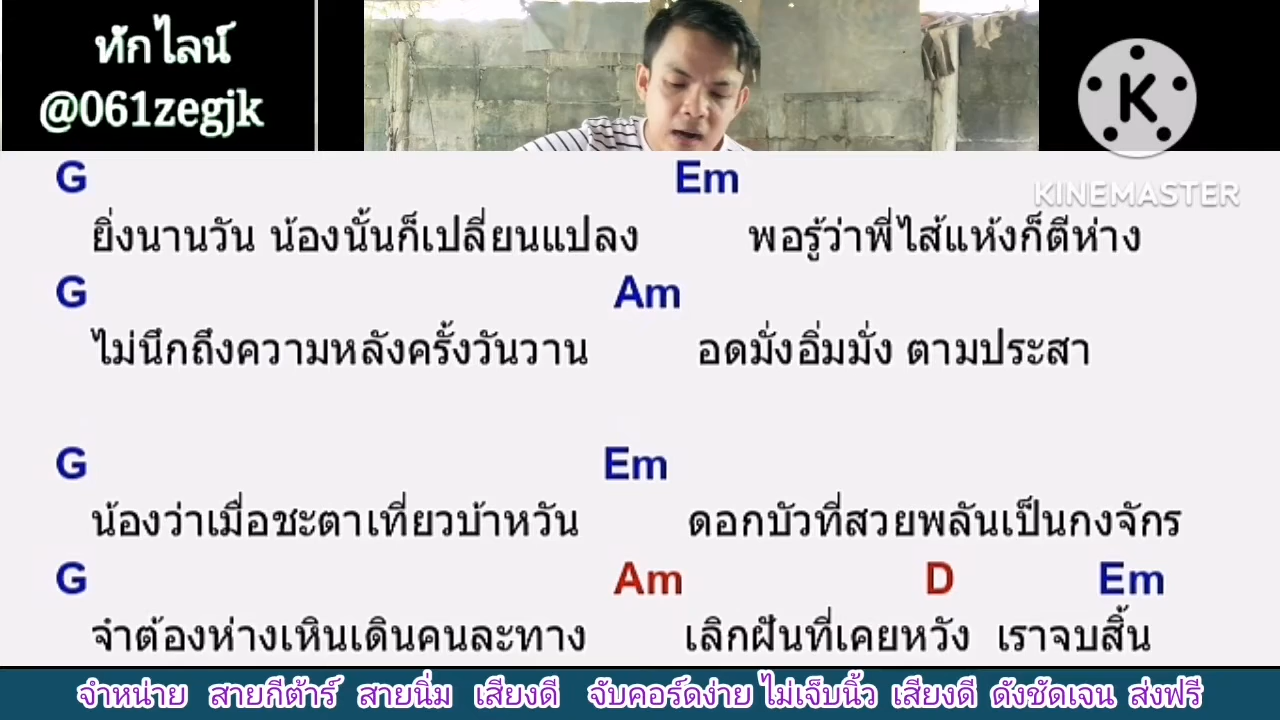 ทักไลน์
@061zegjk
KINEMASTER
G Em
ยิ่งนานวัน น้องนั้นก็เปลี่ยนแปลง พอรู้ว่าพี่ไส้แห้งก็ตีห่าง
G Am
ไม่นึกถึงความหลังครั้งวันวาน อดมั่งอิ่มมั่ง ตามประสา
G Em
น้องว่าเมื่อชะตาเที่ยวบ้าหวัน ดอกบัวที่สวยพลันเป็นกงจักร
G Am D Em
จำต้องห่างเหินเดินคนละทาง เลิกฝันที่เคยหวัง เราจบสิ้น
จำหน่าย สายกีต้าร์ สายนิ่ม เสียงดี จับคอร์ดง่าย ไม่เจ็บนิ้ว เสียงดี ดังชัดเจน ส่งฟรี